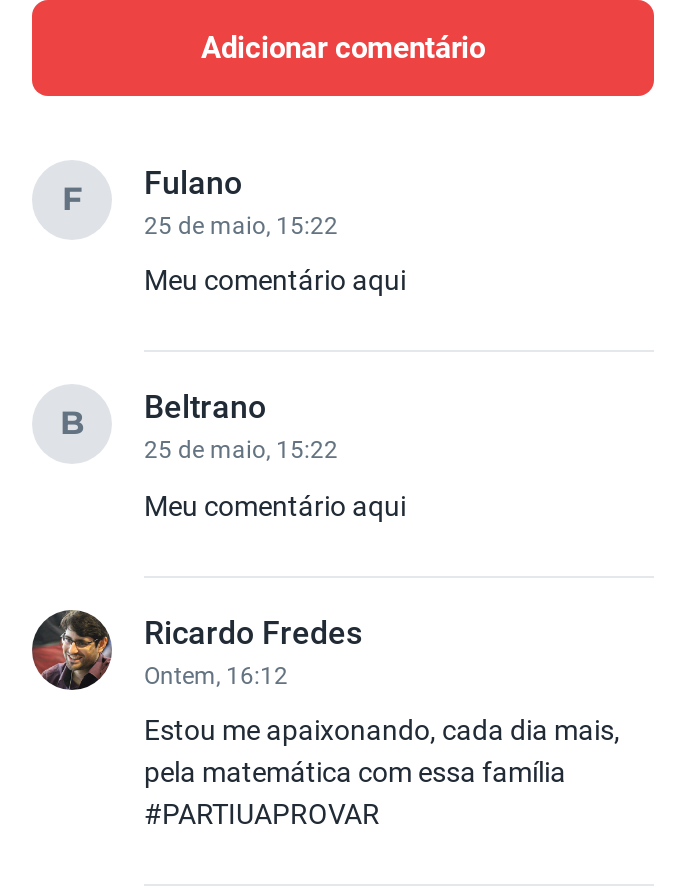 Adicionar comentário
F
Fulano
25 de maio, 15:22
Meu comentário aqui
B
Beltrano
25 de maio, 15:22
Meu comentário aqui
Ricardo Fredes
Ontem, 16:12
Estou me apaixonando, cada dia mais,
pela matemática com essa família
#PARTIUAPROVAR